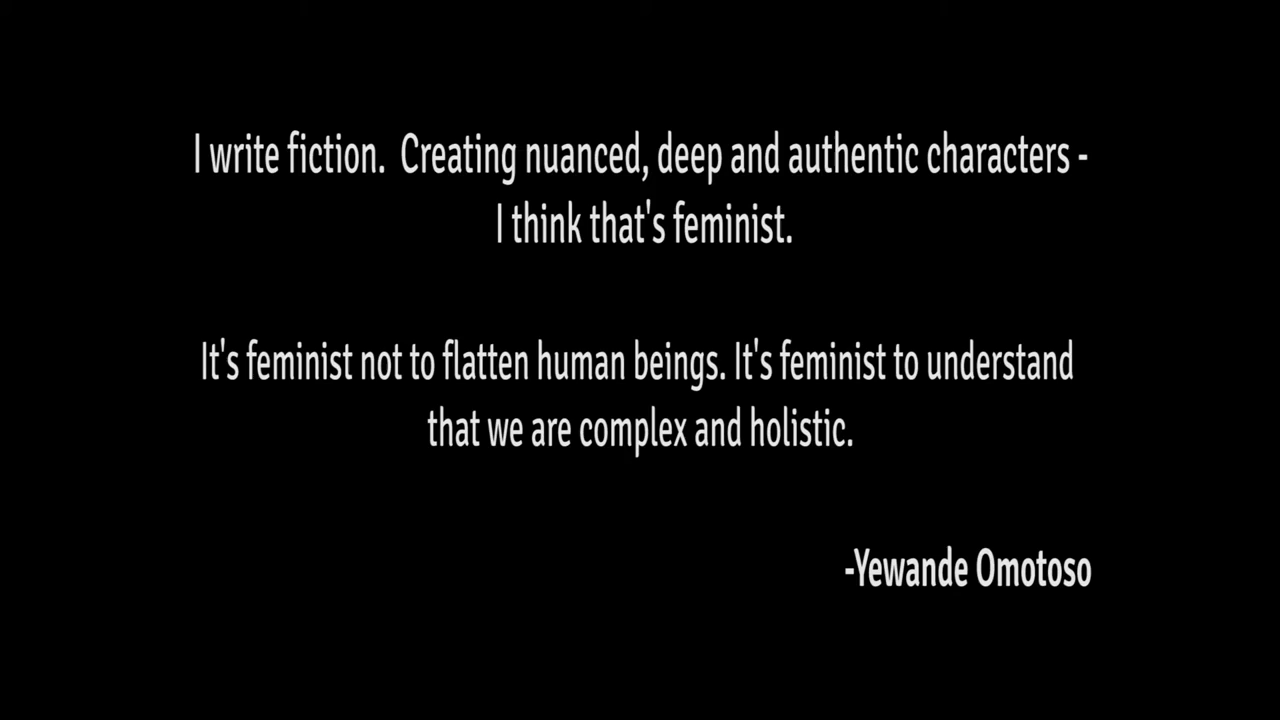 I write fiction.  Creating nuanced, deep and authentic characters -
I think that's feminist.
It's feminist not to flatten human beings. It's feminist to understand
that we are complex and holistic.
-Yewande Omotoso